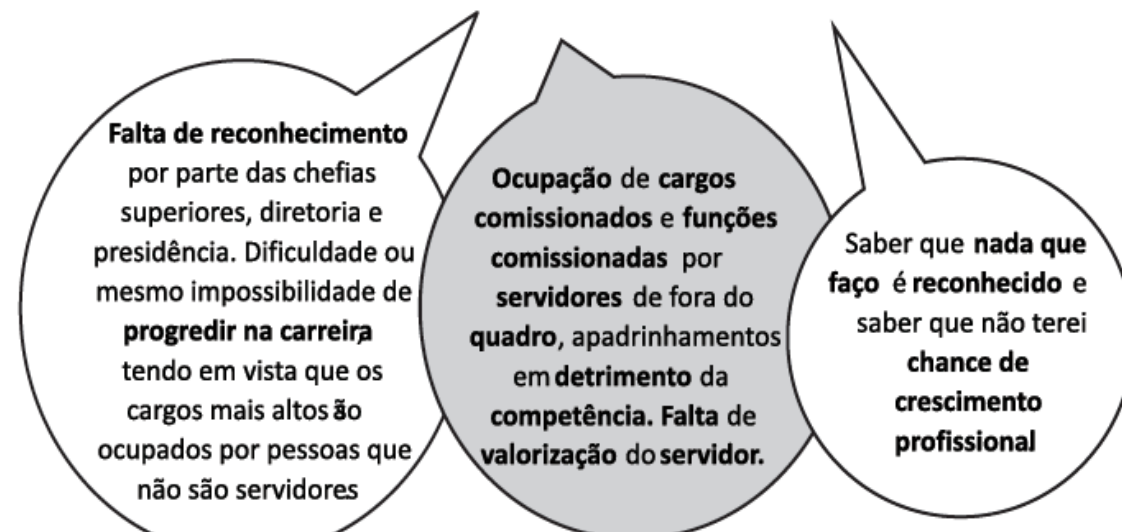 Falta de reconhecimento
por parte das chefias
superiores, diretoria e
presidência. Dificuldade ou
mesmo impossibilidade de
progredir na carreira,
tendo em vista que os
cargos mais altos são
ocupados por pessoas que
não são servidores
Ocupação de cargos
comissionados e funções
comissionadas por
servidores de fora do
quadro, apadrinhamentos
em detrimento da
competência. Falta de
valorização do servidor.
Saber que nada que
faço é reconhecido e
saber que não terei
chance de
crescimento
profissional.